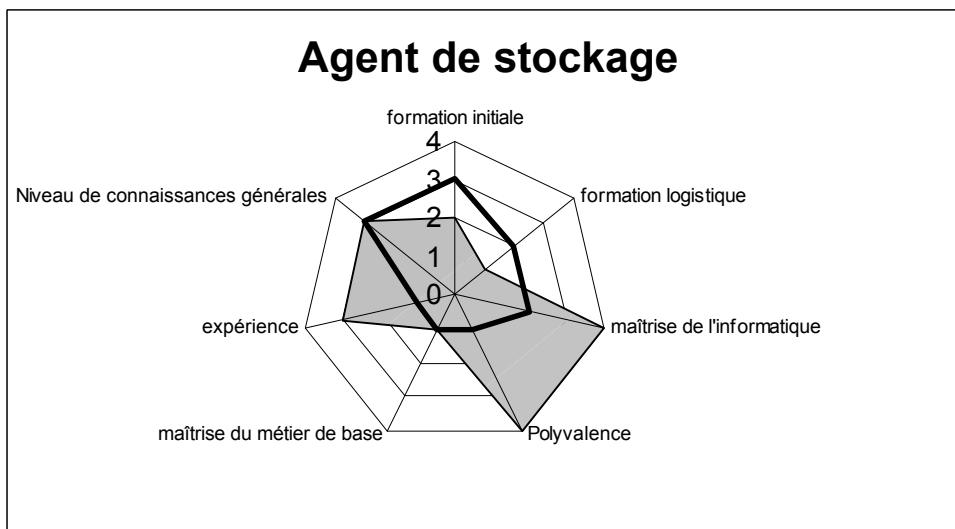 Agent de stockage
formation initiale
4
Niveau de connaissances générales
3
formation logistique
2
1
0
expérience
maîtrise de l'informatique
maîtrise du métier de base
Polyvalence